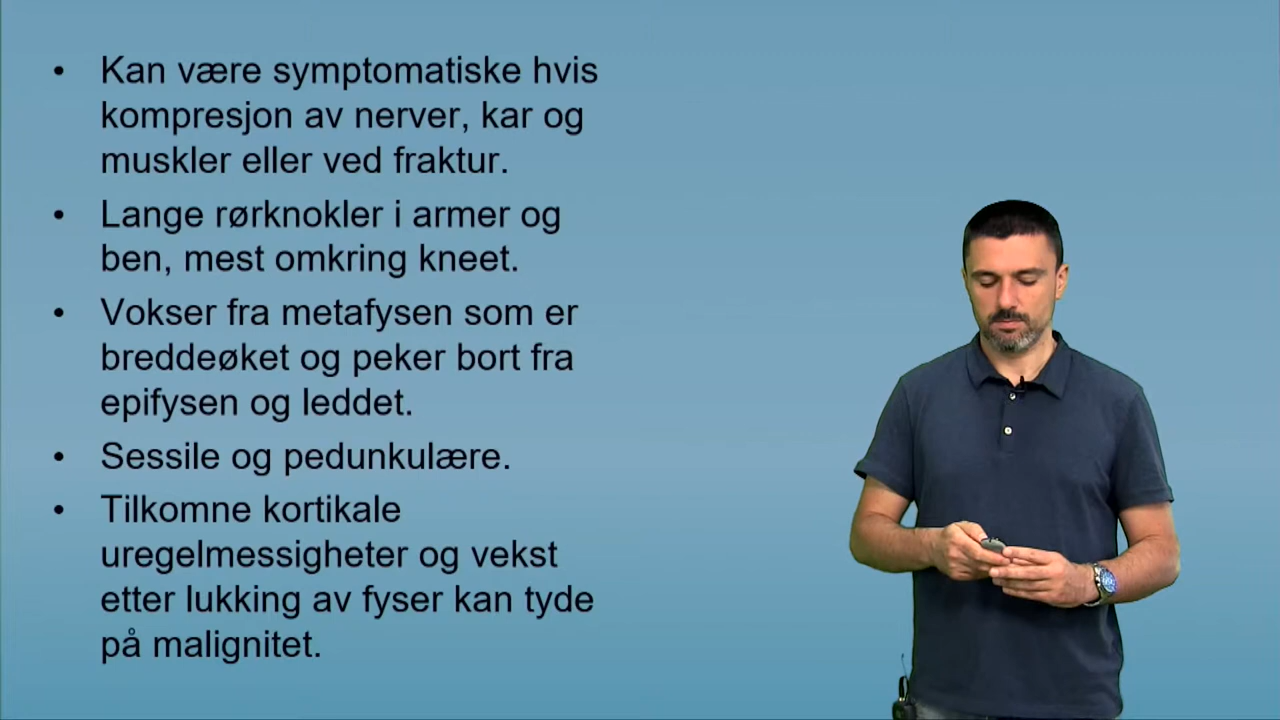 • Kan være symptomatiske hvis
kompresjon av nerver, kar og
muskler eller ved fraktur.
• Lange rørknokler i armer og
ben, mest omkring kneet.
• Vokser fra metafysen som er
breddeøket og peker bort fra
epifysen og leddet.
• Sessile og pedunkulære.
• Tilkomne kortikale
uregelmessigheter og vekst
etter lukking av fyser kan tyde
på malignitet.